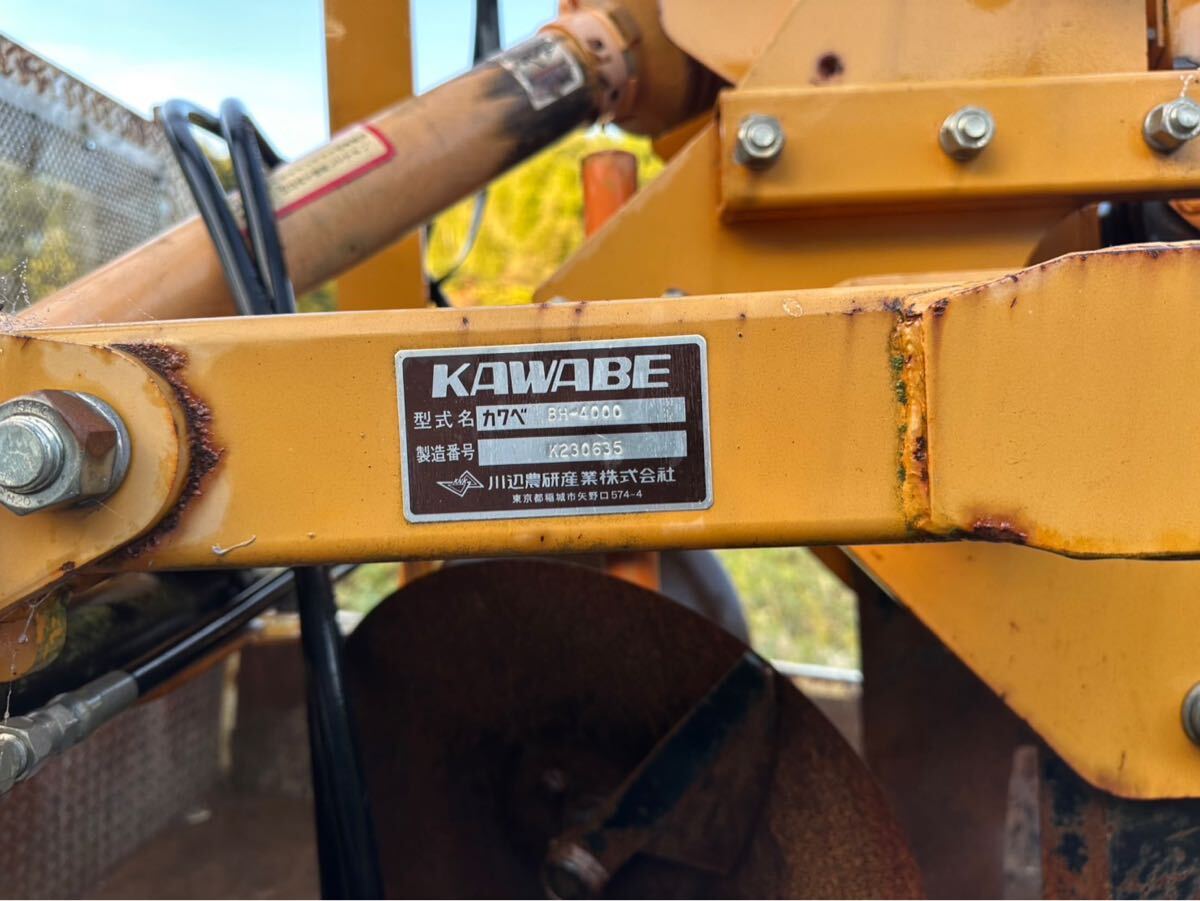 KAWABE
型式名 カワベ BH-4000
製造番号 K230635
川辺農研産業株式会社
東京都稲城市矢野口574-4